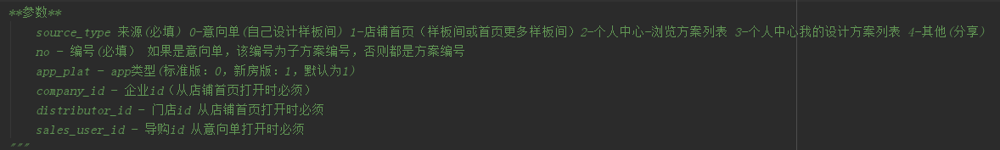 **参数**
source_type 来源(必填) 0-意向单(自己设计样板间) 1-店铺首页 (样板间或首页更多样板间) 2-个人中心-浏览方案列表 3-个人中心我的设计方案列表 4-其他(分享)
no - 编号(必填) 如果是意向单，该编号为子方案编号，否则都是方案编号
app_plat - app类型(标准版：0，新房版：1，默认为1)
company_id - 企业id (从店铺首页打开时必须)
distributor_id - 门店id 从店铺首页打开时必须
sales_user_id - 导购id 从意向单打开时必须
"""